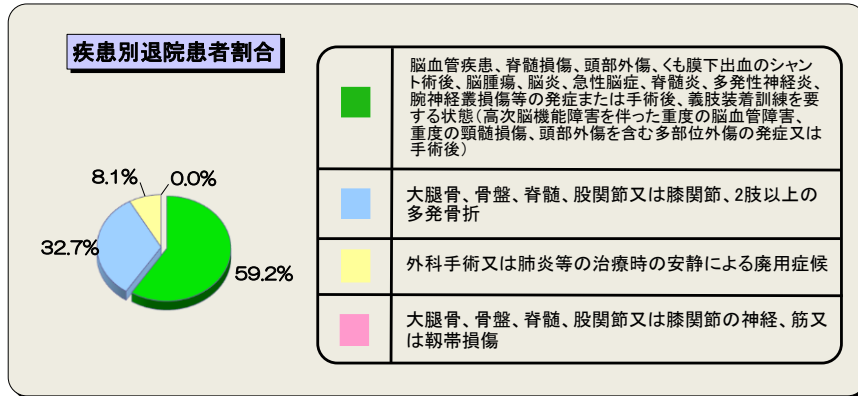 疾患別退院患者割合
脳血管疾患、脊髄損傷、頭部外傷、くも膜下出血のシャン
ト術後、脳腫瘍、脳炎、急性脳症、脊髄炎、多発性神経炎、
腕神経叢損傷等の発症または手術後、義肢装着訓練を要
する状態（高次脳機能障害を伴った重度の脳血管障害、
重度の頸髄損傷、頭部外傷を含む多部位外傷の発症又は
手術後）
大腿骨、骨盤、脊髄、股関節又は膝関節、2肢以上の
多発骨折
外科手術又は肺炎等の治療時の安静による廃用症候
大腿骨、骨盤、脊髄、股関節又は膝関節の神経、筋又
は靱帯損傷
8.1%
0.0%
32.7%
59.2%